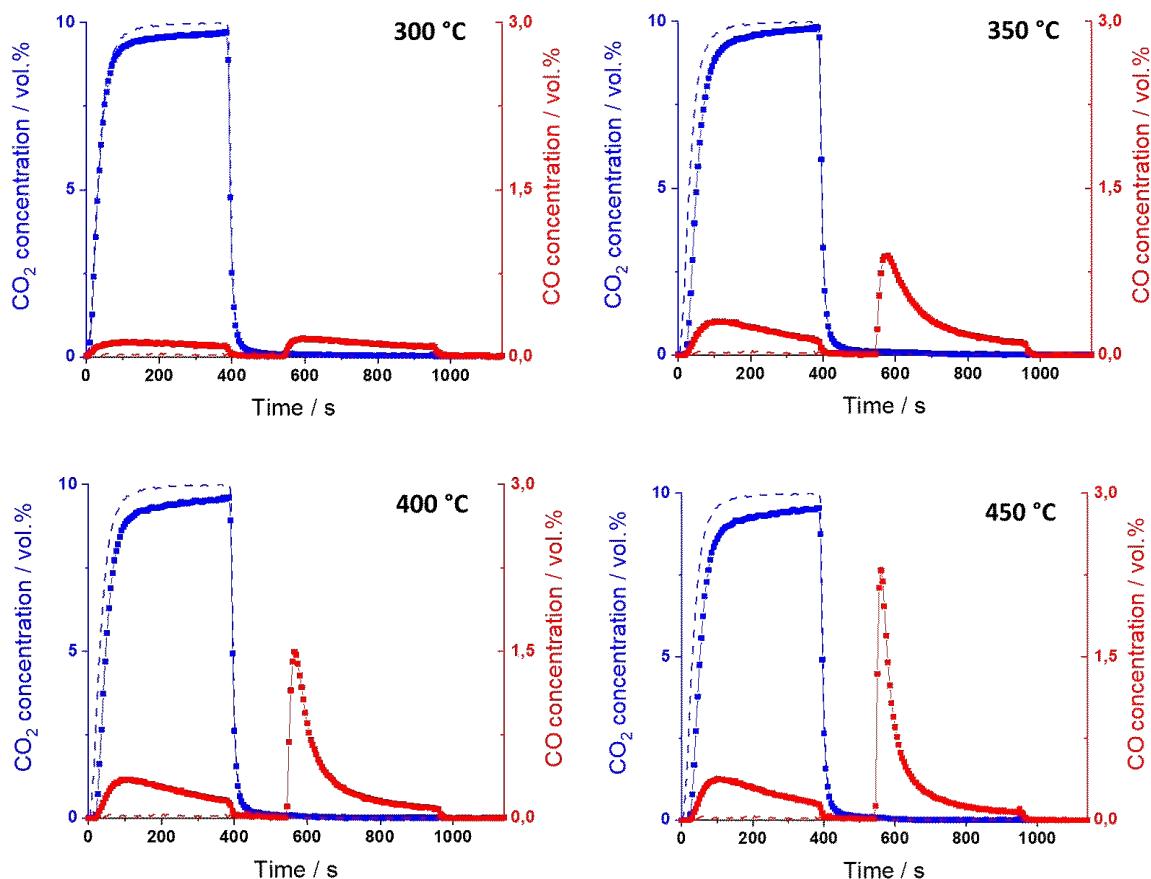 300 °C
10
5
0
CO₂ concentration / vol.%
3,0
1,5
0,0
CO concentration / vol.%
0 200 400 600 800 1000
Time / s
350 °C
10
5
0
CO₂ concentration / vol.%
3,0
1,5
0,0
CO concentration / vol.%
0 200 400 600 800 1000
Time / s
400 °C
10
5
0
CO₂ concentration / vol.%
3,0
1,5
0,0
CO concentration / vol.%
0 200 400 600 800 1000
Time / s
450 °C
10
5
0
CO₂ concentration / vol.%
3,0
1,5
0,0
CO concentration / vol.%
0 200 400 600 800 1000
Time / s